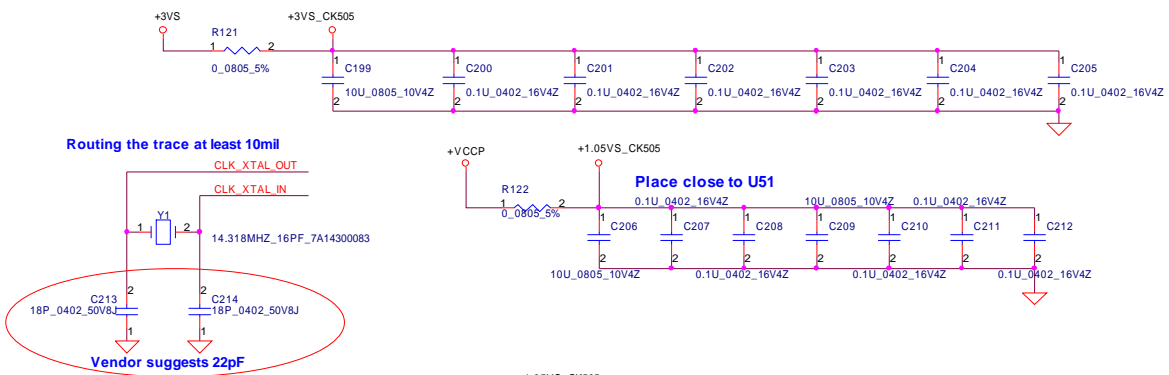 +3VS +3VS_CK505
R121
1 2
0_0805_5%
1 1 1 1 1 1 1
C199 C200 C201 C202 C203 C204 C205
10U_0805_10V4Z 0.1U_0402_16V4Z 0.1U_0402_16V4Z 0.1U_0402_16V4Z 0.1U_0402_16V4Z 0.1U_0402_16V4Z 0.1U_0402_16V4Z
2 2 2 2 2 2 2
Routing the trace at least 10mil
CLK_XTAL_OUT
CLK_XTAL_IN
Y1
1 2
14.318MHZ_16PF_7A14300083
2 2
C213 C214
18P_0402_50V8J 18P_0402_50V8J
1 1
Vendor suggests 22pF
+VCCP +1.05VS_CK505
R122
1 2
0_0805_5%
Place close to U51
0.1U_0402_16V4Z 10U_0805_10V4Z 0.1U_0402_16V4Z
1 1 1 1 1 1 1
C206 C207 C208 C209 C210 C211 C212
2 2 2 2 2 2 2
10U_0805_10V4Z 0.1U_0402_16V4Z 0.1U_0402_16V4Z 0.1U_0402_16V4Z